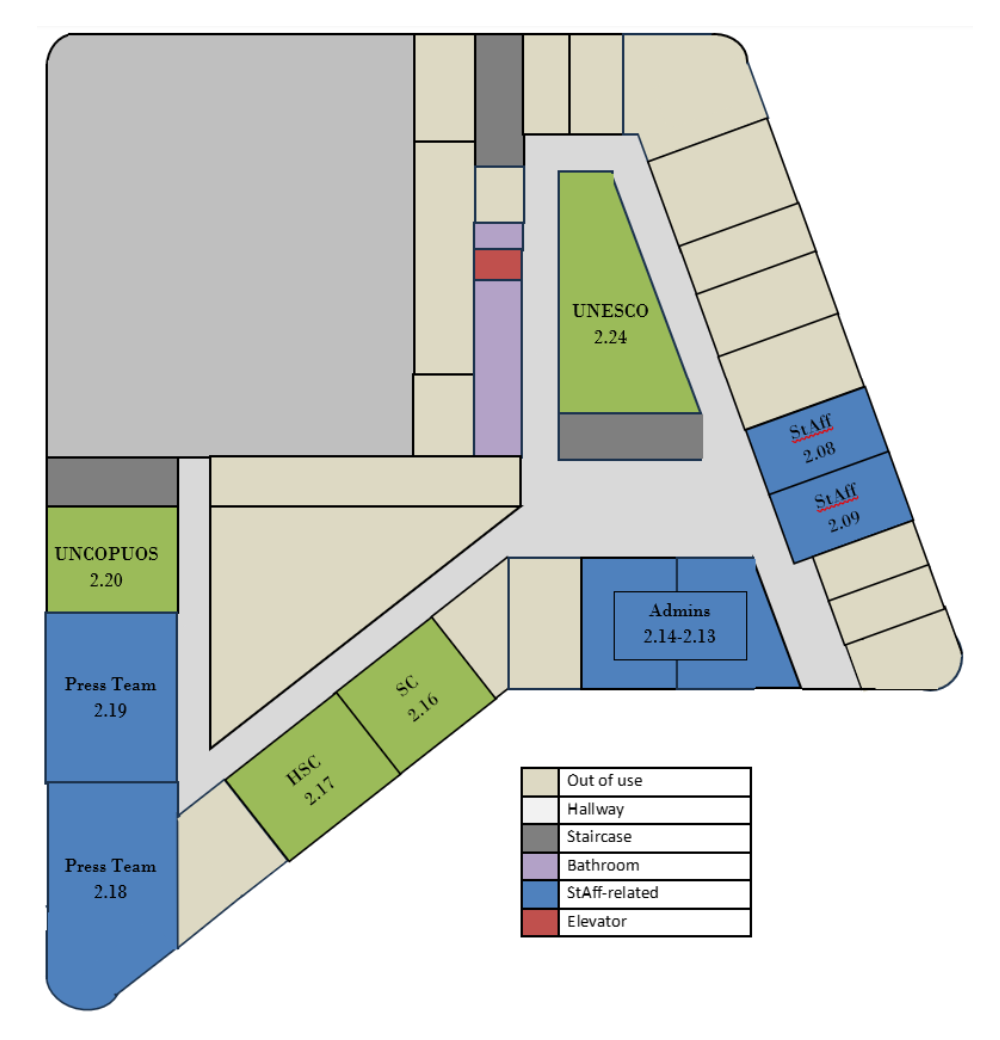 UNESCO
2.24
StAff
2.08
StAff
2.09
UNCOPUOS
2.20
Admins
2.14-2.13
Press Team
2.19
SC
2.16
HSC
2.17
Press Team
2.18
Out of use
Hallway
Staircase
Bathroom
StAff-related
Elevator